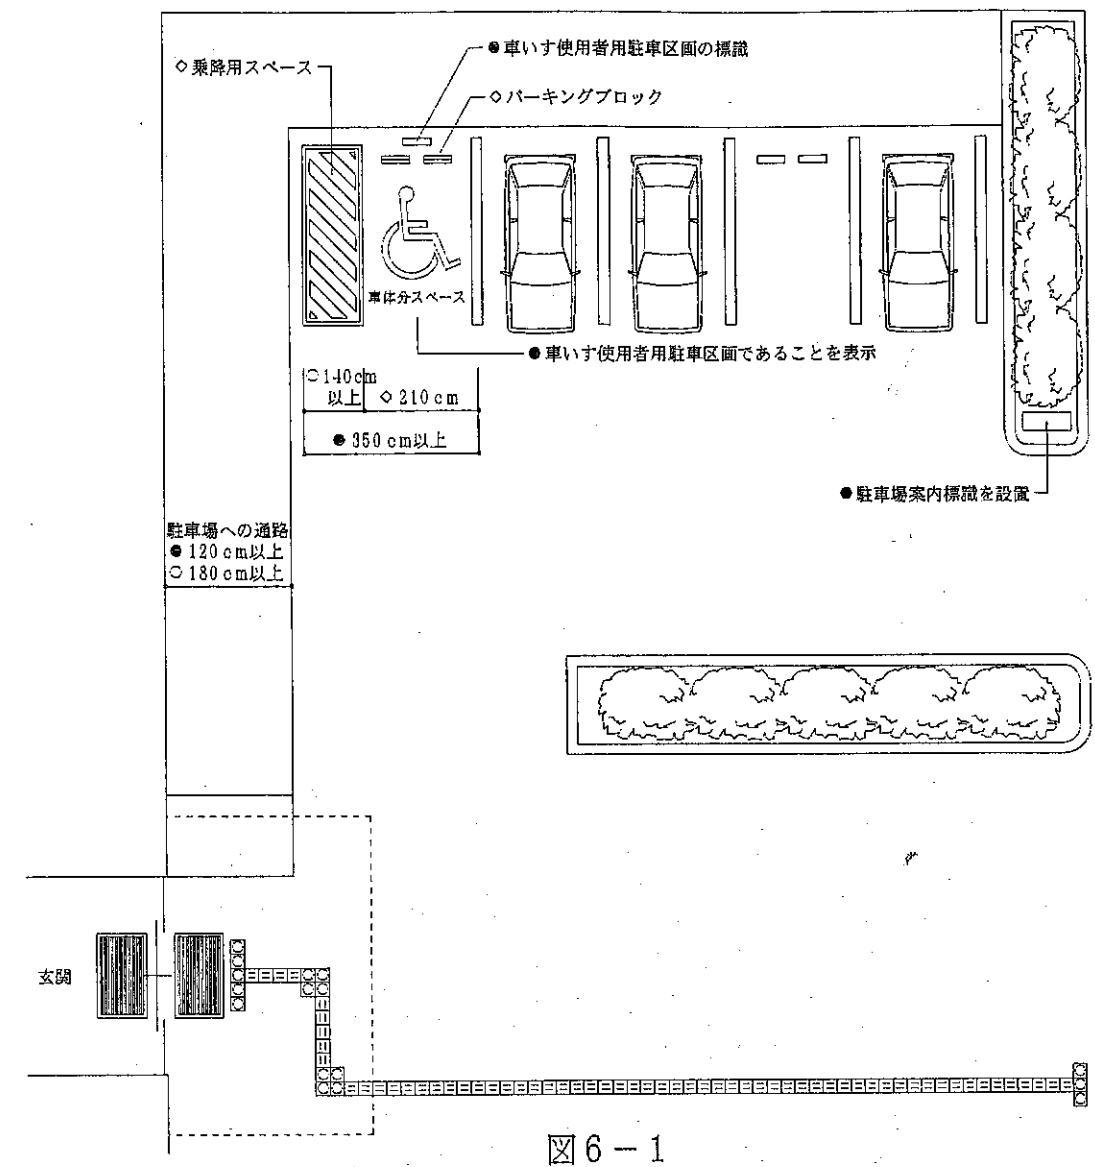 ●車いす使用者用駐車区画の標識
◇乗降用スペース
◇パーキングブロック
車体分スペース
●車いす使用者用駐車区画であることを表示
○140cm
以上
◇210cm
●350cm以上
●駐車場案内標識を設置
駐車場への通路
●120cm以上
○180cm以上
玄関
図6-1